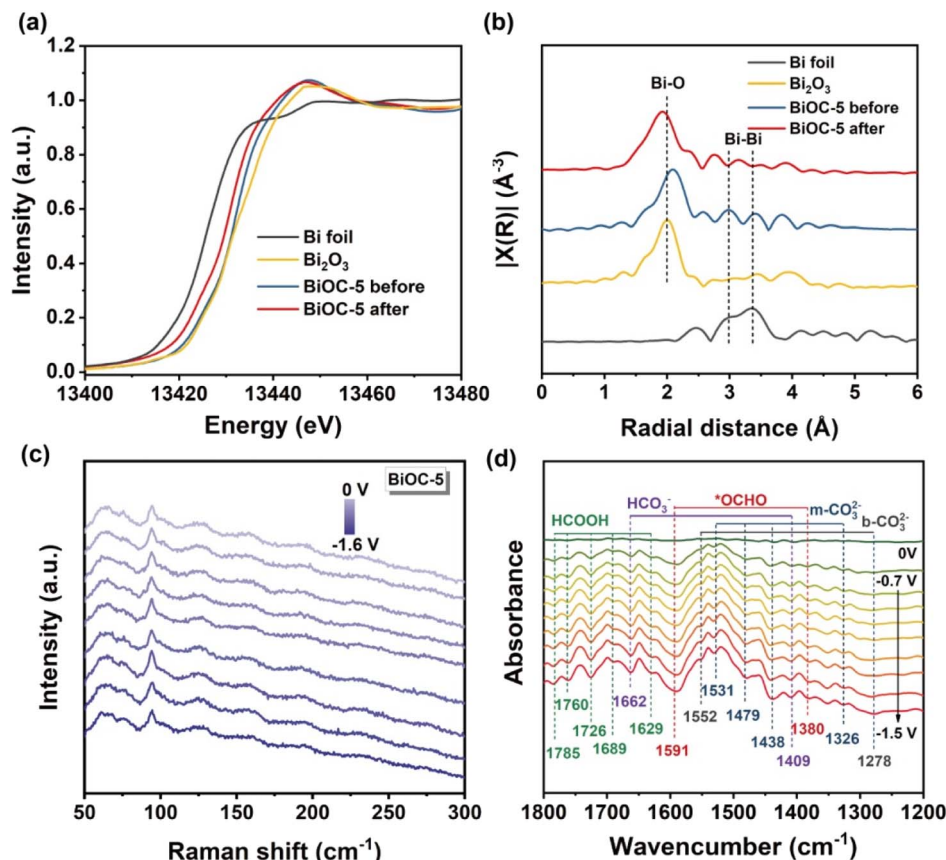 (a)
Intensity (a.u.)
1.2
1.0
0.8
0.6
0.4
0.2
0.0
Bi foil
Bi₂O₃
BiOC-5 before
BiOC-5 after
13400 13420 13440 13460 13480
Energy (eV)
(b)
|X(R)| (Å⁻³)
Bi-O
Bi-Bi
Bi foil
Bi₂O₃
BiOC-5 before
BiOC-5 after
0 1 2 3 4 5 6
Radial distance (Å)
(c)
Intensity (a.u.)
BiOC-5
0 V
-1.6 V
50 100 150 200 250 300
Raman shift (cm⁻¹)
(d)
Absorbance
HCOOH
HCO₃⁻
*OCHO
m-CO₃²⁻
b-CO₃²⁻
0V
-0.7 V
-1.5 V
1760
1785
1726
1689
1662
1629
1591
1552
1531
1479
1438
1409
1380
1326
1278
1800 1700 1600 1500 1400 1300 1200
Wavencumber (cm⁻¹)